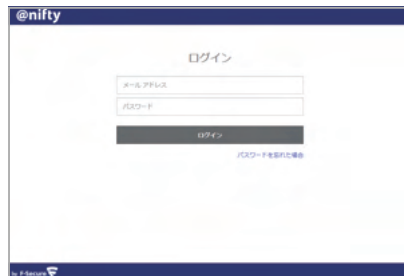 @nifty
ログイン
メール アドレス
パスワード
ログイン
パスワードを忘れた場合
by F-Secure